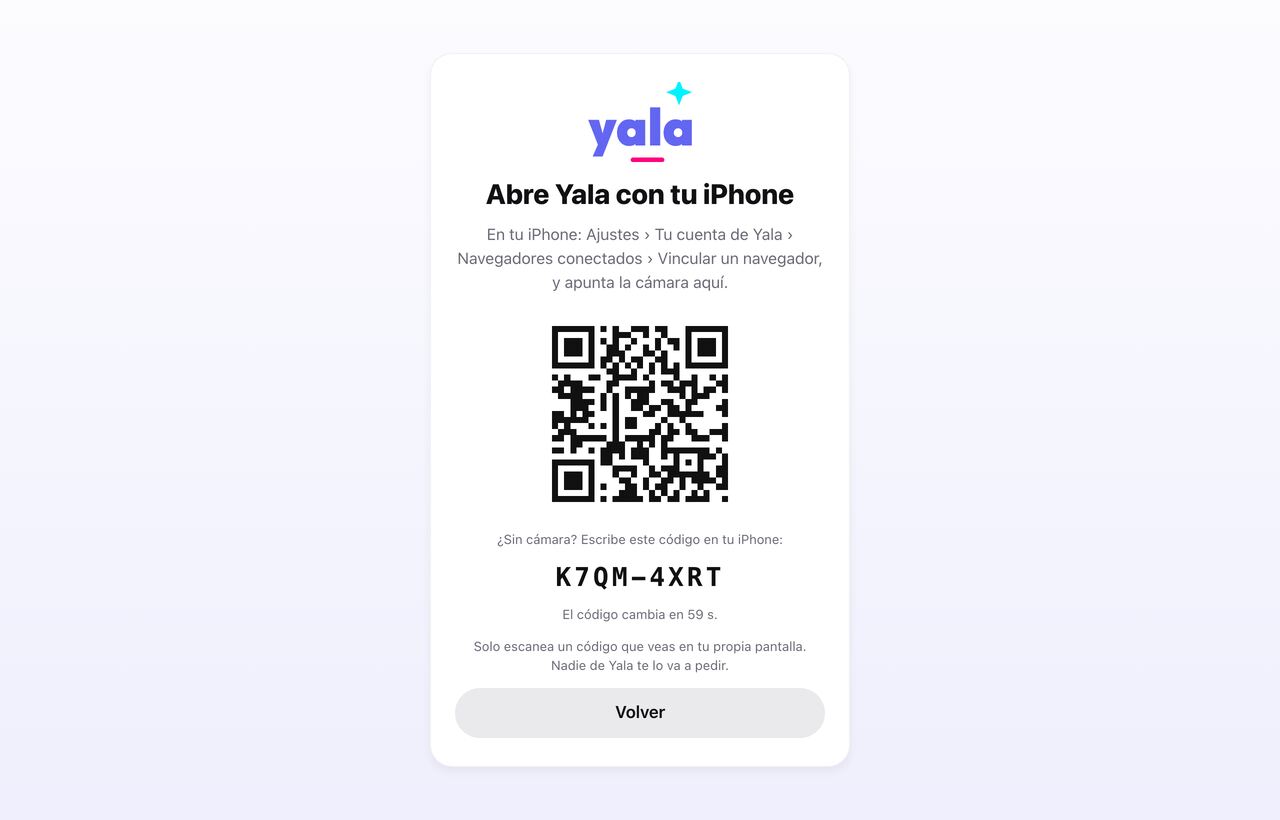 yala
Abre Yala con tu iPhone
En tu iPhone: Ajustes › Tu cuenta de Yala ›
Navegadores conectados › Vincular un navegador,
y apunta la cámara aquí.
¿Sin cámara? Escribe este código en tu iPhone:
K7QM–4XRT
El código cambia en 59 s.
Solo escanea un código que veas en tu propia pantalla.
Nadie de Yala te lo va a pedir.
Volver